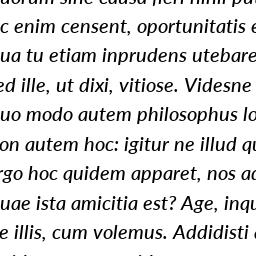 c enim censent, oportunitatis e
ua tu etiam inprudens utebare
ed ille, ut dixi, vitiose. Videsne
uo modo autem philosophus lo
on autem hoc: igitur ne illud qu
rgo hoc quidem apparet, nos ad
uae ista amicitia est? Age, inqu
e illis, cum volemus. Addidisti